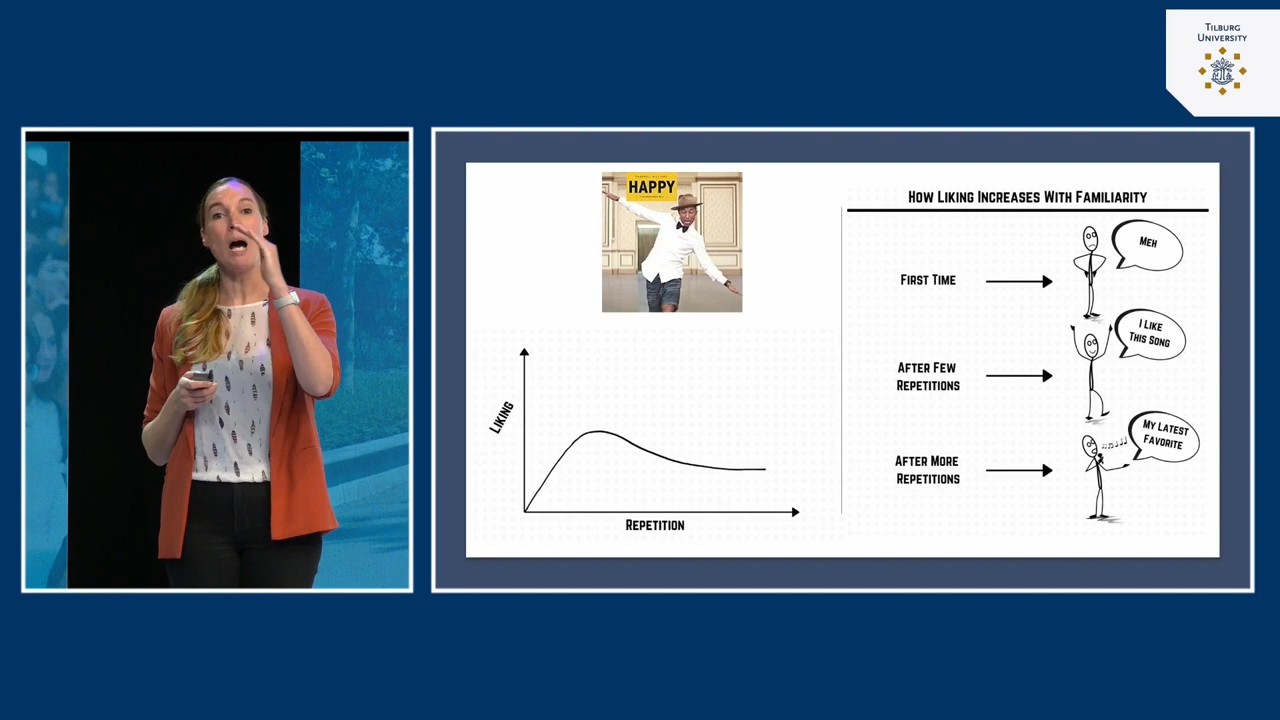 TILBURG
UNIVERSITY
HAPPY
LIKING
REPETITION
HOW LIKING INCREASES WITH FAMILIARITY
FIRST TIME
MEH
AFTER FEW
REPETITIONS
I LIKE
THIS SONG
AFTER MORE
REPETITIONS
MY LATEST
FAVORITE